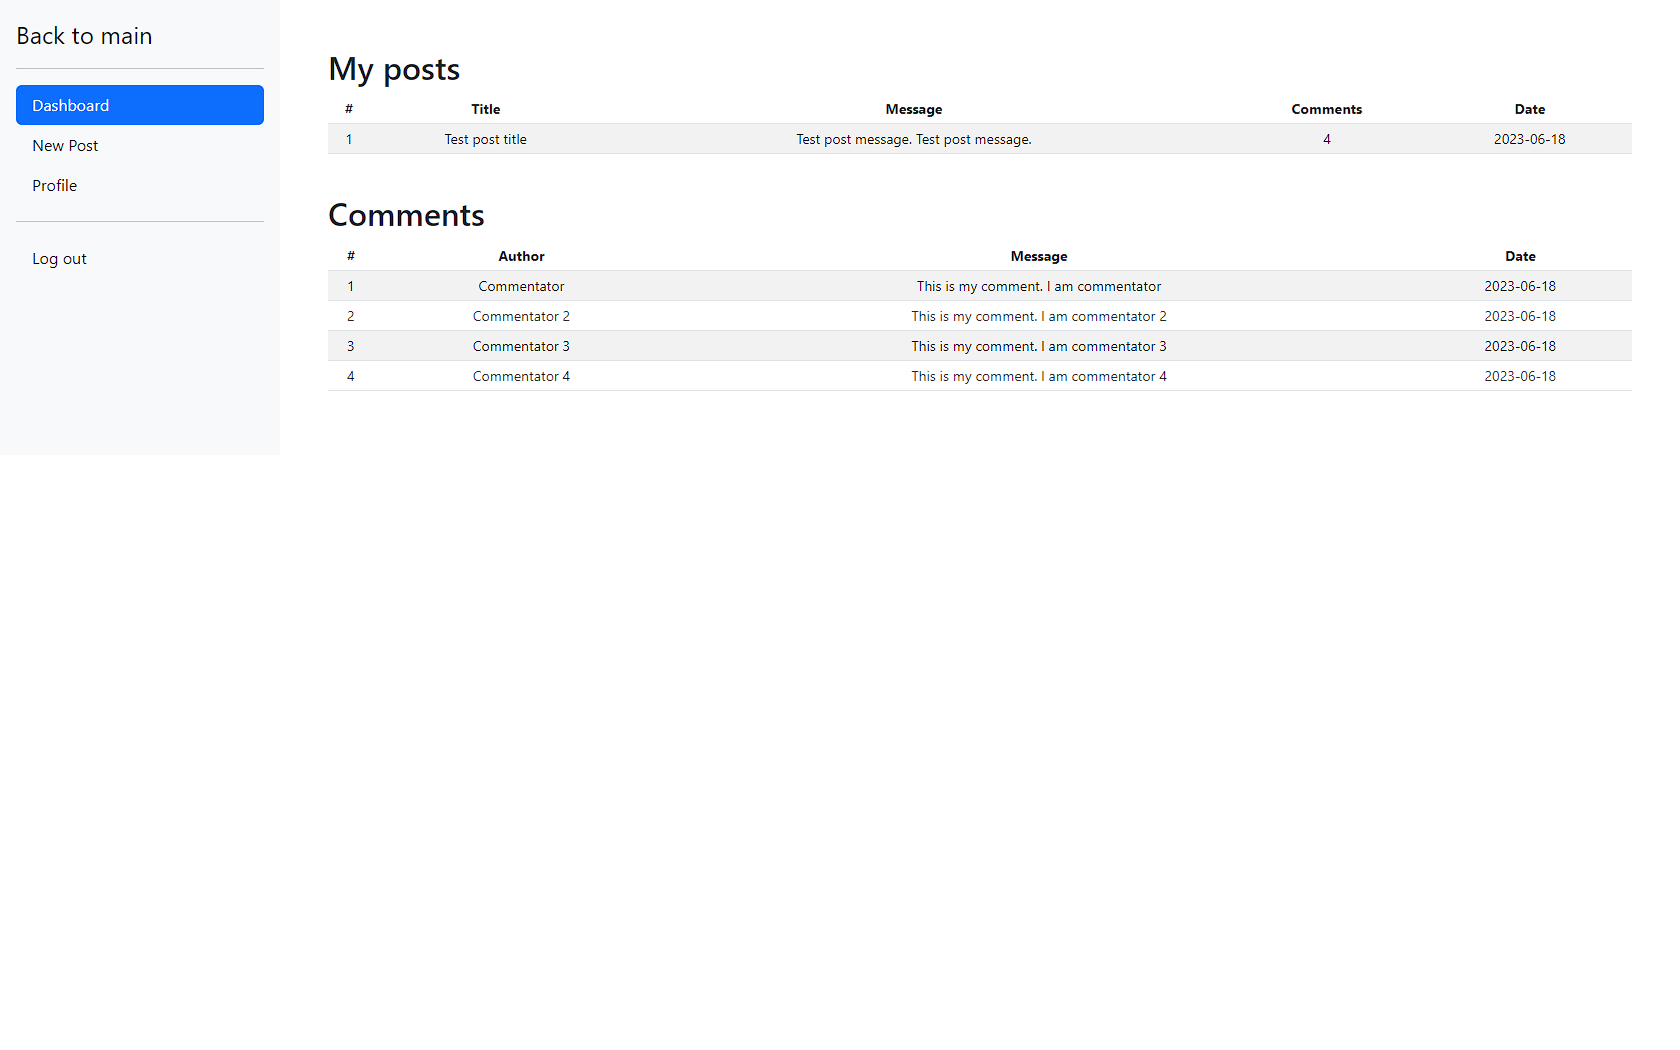 Back to main
Dashboard
New Post
Profile
Log out
My posts
# Title Message Comments Date
1 Test post title Test post message. Test post message. 4 2023-06-18
Comments
# Author Message Date
1 Commentator This is my comment. I am commentator 2023-06-18
2 Commentator 2 This is my comment. I am commentator 2 2023-06-18
3 Commentator 3 This is my comment. I am commentator 3 2023-06-18
4 Commentator 4 This is my comment. I am commentator 4 2023-06-18